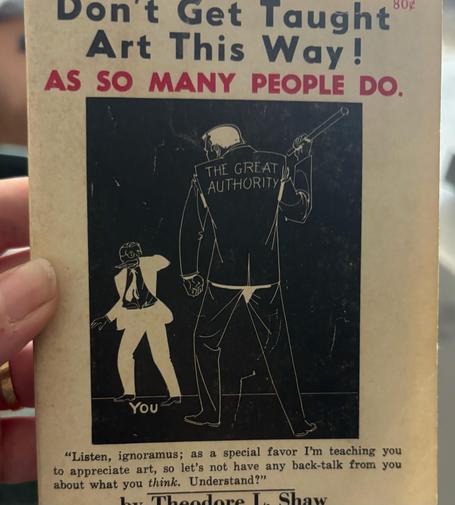 80¢
Don't Get Taught
Art This Way!
AS SO MANY PEOPLE DO.
THE GREAT
AUTHORITY
YOU
"Listen, ignoramus; as a special favor I'm teaching you
to appreciate art, so let's not have any back-talk from you
about what you think. Understand?"
by Theodore L. Shaw